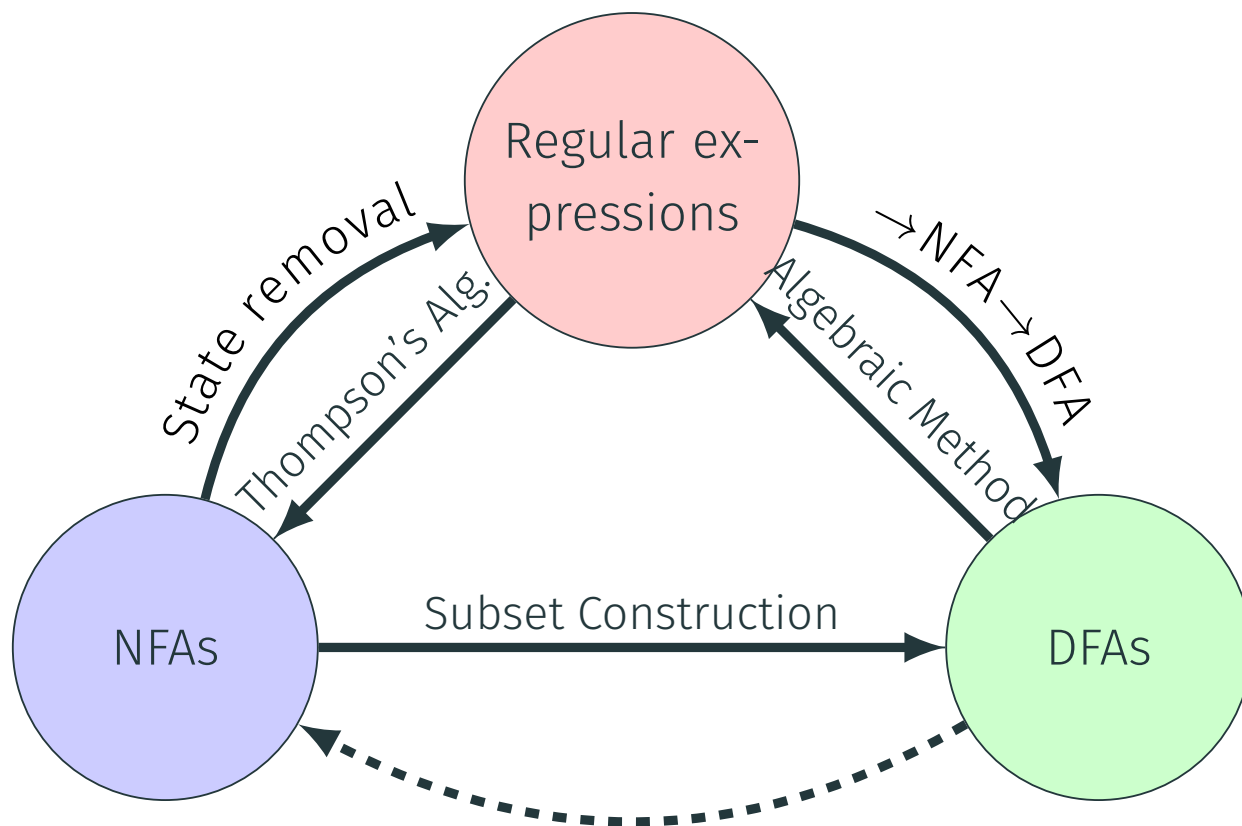 Regular ex-
pressions
State removal
Thompson's Alg.
Algebraic Method
→NFA→DFA
Subset Construction
NFAs
DFAs